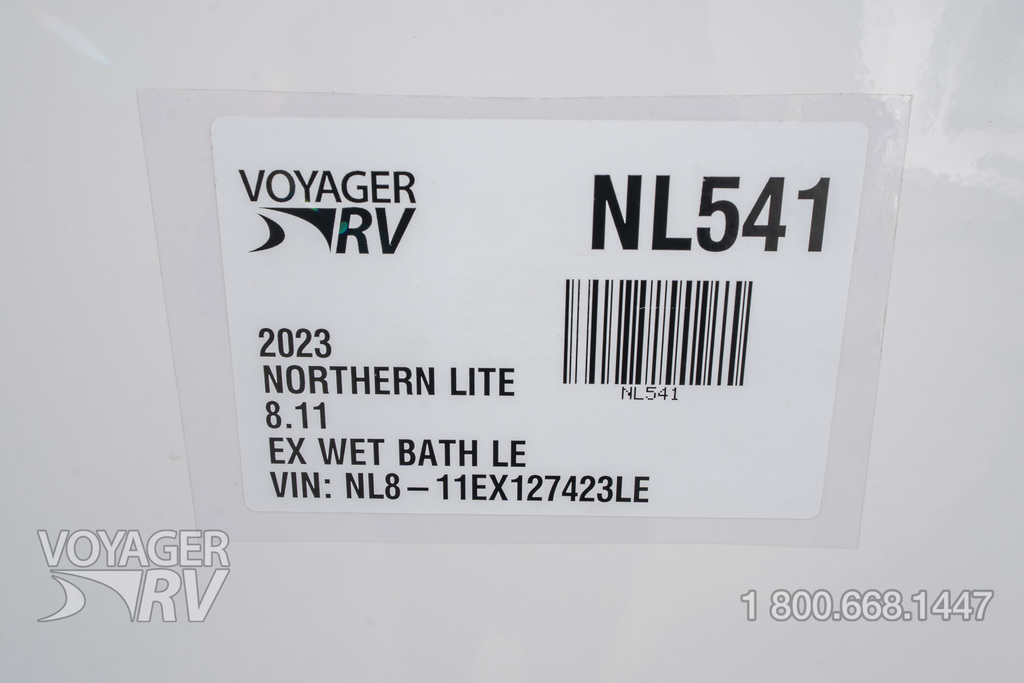 VOYAGER
RV
NL541
NL541
2023
NORTHERN LITE
8.11
EX WET BATH LE
VIN: NL8-11EX127423LE
VOYAGER
RV
1 800.668.1447